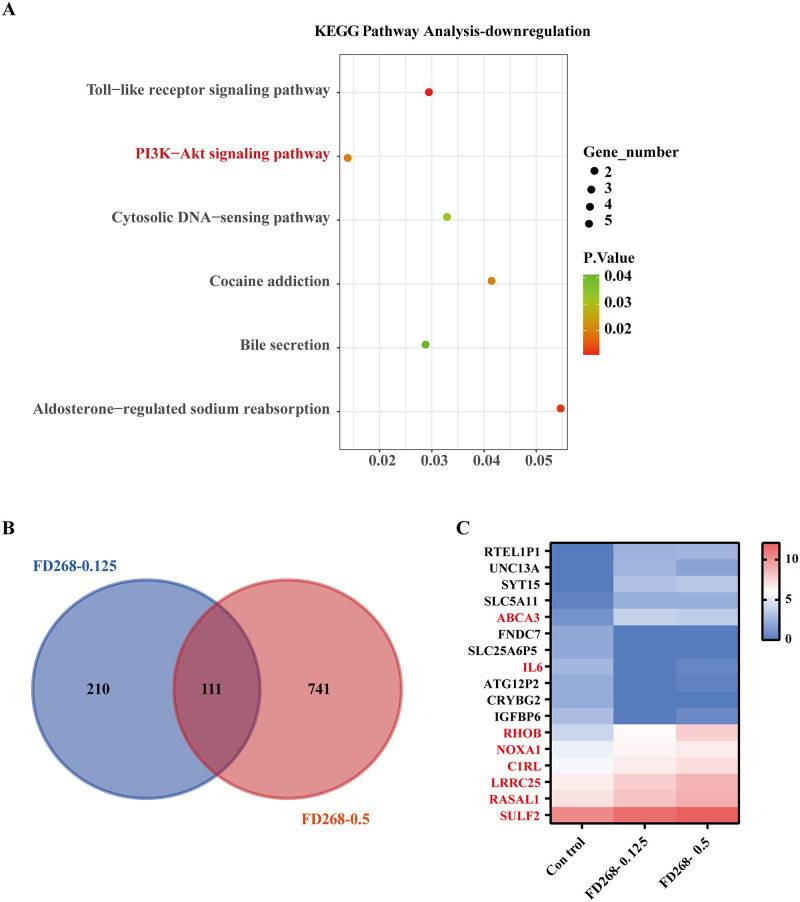 A
KEGG Pathway Analysis-downregulation
Toll−like receptor signaling pathway
PI3K−Akt signaling pathway
Cytosolic DNA−sensing pathway
Cocaine addiction
Bile secretion
Aldosterone−regulated sodium reabsorption
0.02 0.03 0.04 0.05
Gene_number
2
3
4
5
P.Value
0.04
0.03
0.02
B
FD268-0.125
210 111 741
FD268-0.5
C
RTEL1P1
UNC13A
SYT15
SLC5A11
ABCA3
FNDC7
SLC25A6P5
IL6
ATG12P2
CRYBG2
IGFBP6
RHOB
NOXA1
C1RL
LRRC25
RASAL1
SULF2
10
5
0
Con trol
FD268- 0.125
FD268- 0.5